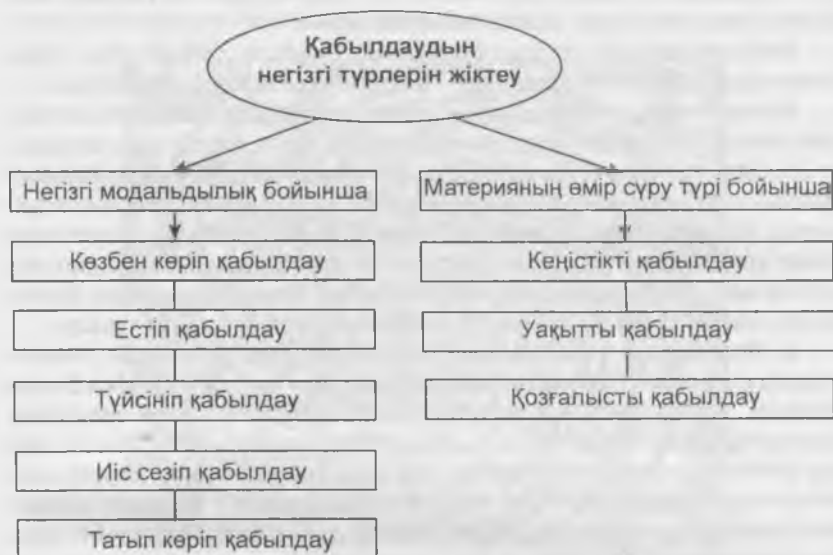 Қабылдаудың
негізгі түрлерін жіктеу
Негізгі модальдылық бойынша
Көзбен көріп қабылдау
Естіп қабылдау
Түйсініп қабылдау
Иіс сезіп қабылдау
Татып көріп қабылдау
Материяның өмір сүру түрі бойынша
Кеңістікті қабылдау
Уақытты қабылдау
Қозғалысты қабылдау